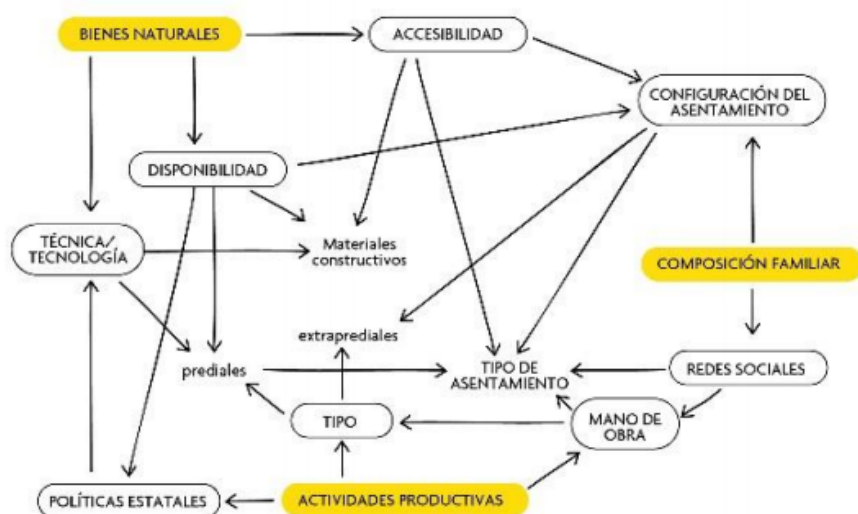 BIENES NATURALES
ACCESIBILIDAD
CONFIGURACIÓN DEL
ASENTAMIENTO
DISPONIBILIDAD
TÉCNICA/
TECNOLOGÍA
Materiales
constructivos
COMPOSICIÓN FAMILIAR
extraprediales
prediales
TIPO DE
ASENTAMIENTO
REDES SOCIALES
TIPO
MANO DE
OBRA
POLÍTICAS ESTATALES
ACTIVIDADES PRODUCTIVAS